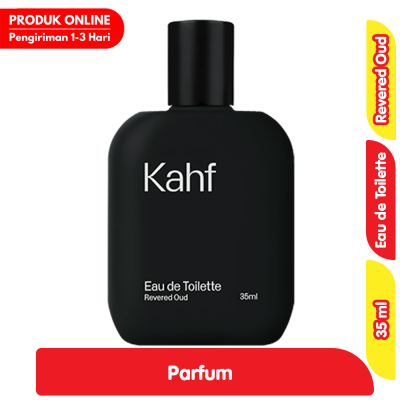 PRODUK ONLINE
Pengiriman 1-3 Hari
Kahf
Eau de Toilette
Revered Oud
35ml
Revered Oud
Eau de Toilette
35 ml
Parfum